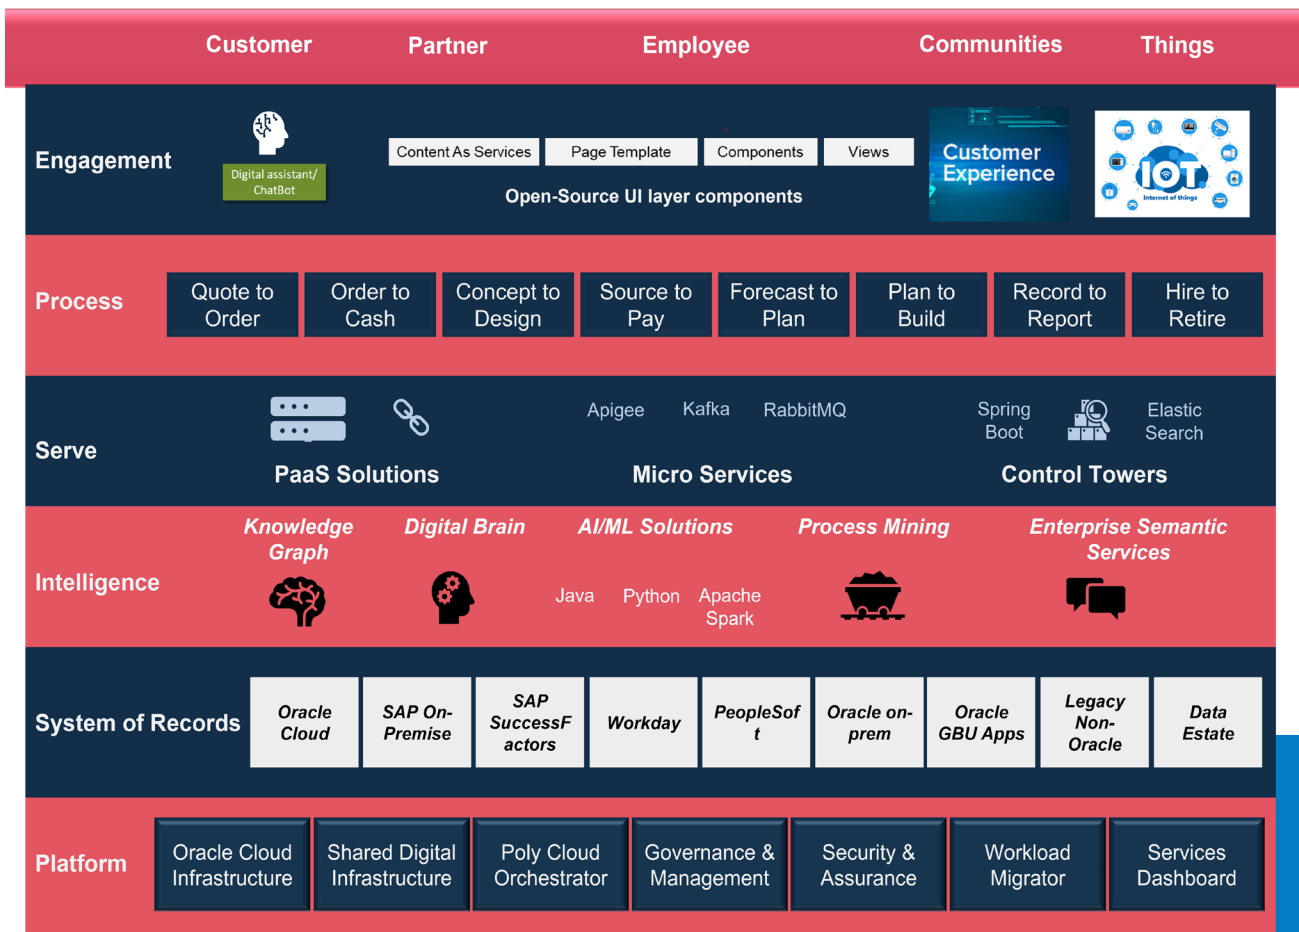 Customer Partner Employee Communities Things
Engagement
Digital assistant/
ChatBot
Content As Services Page Template Components Views
Open-Source UI layer components
Customer
Experience
IOT
Internet of things
Process
Quote to
Order
Order to
Cash
Concept to
Design
Source to
Pay
Forecast to
Plan
Plan to
Build
Record to
Report
Hire to
Retire
Serve
PaaS Solutions
Apigee Kafka RabbitMQ
Micro Services
Spring
Boot
Elastic
Search
Control Towers
Intelligence
Knowledge
Graph
Digital Brain
AI/ML Solutions
Java Python Apache
Spark
Process Mining
Enterprise Semantic
Services
System of Records
Oracle
Cloud
SAP On-
Premise
SAP
SuccessF
actors
Workday
PeopleSof
t
Oracle on-
prem
Oracle
GBU Apps
Legacy
Non-
Oracle
Data
Estate
Platform
Oracle Cloud
Infrastructure
Shared Digital
Infrastructure
Poly Cloud
Orchestrator
Governance &
Management
Security &
Assurance
Workload
Migrator
Services
Dashboard